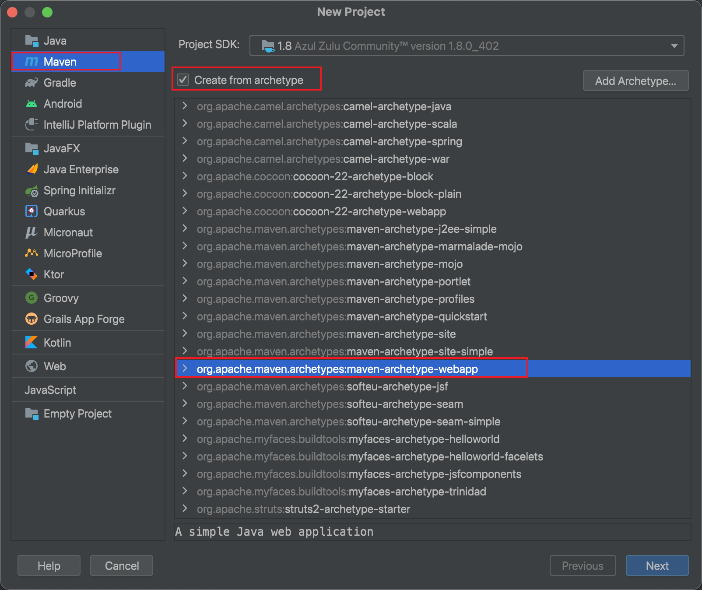 New Project
Java
Maven
Gradle
Android
IntelliJ Platform Plugin
JavaFX
Java Enterprise
Spring Initializr
Quarkus
Micronaut
MicroProfile
Ktor
Groovy
Grails App Forge
Kotlin
Web
JavaScript
Empty Project
Project SDK: 1.8 Azul Zulu Community™ version 1.8.0_402
Create from archetype
Add Archetype...
org.apache.camel.archetypes:camel-archetype-java
org.apache.camel.archetypes:camel-archetype-scala
org.apache.camel.archetypes:camel-archetype-spring
org.apache.camel.archetypes:camel-archetype-war
org.apache.cocoon:cocoon-22-archetype-block
org.apache.cocoon:cocoon-22-archetype-block-plain
org.apache.cocoon:cocoon-22-archetype-webapp
org.apache.maven.archetypes:maven-archetype-j2ee-simple
org.apache.maven.archetypes:maven-archetype-marmalade-mojo
org.apache.maven.archetypes:maven-archetype-mojo
org.apache.maven.archetypes:maven-archetype-portlet
org.apache.maven.archetypes:maven-archetype-profiles
org.apache.maven.archetypes:maven-archetype-quickstart
org.apache.maven.archetypes:maven-archetype-site
org.apache.maven.archetypes:maven-archetype-site-simple
org.apache.maven.archetypes:maven-archetype-webapp
org.apache.maven.archetypes:softeu-archetype-jsf
org.apache.maven.archetypes:softeu-archetype-seam
org.apache.maven.archetypes:softeu-archetype-seam-simple
org.apache.myfaces.buildtools:myfaces-archetype-helloworld
org.apache.myfaces.buildtools:myfaces-archetype-helloworld-facelets
org.apache.myfaces.buildtools:myfaces-archetype-jsfcomponents
org.apache.myfaces.buildtools:myfaces-archetype-trinidad
org.apache.struts:struts2-archetype-starter
A simple Java web application
Help
Cancel
Previous
Next